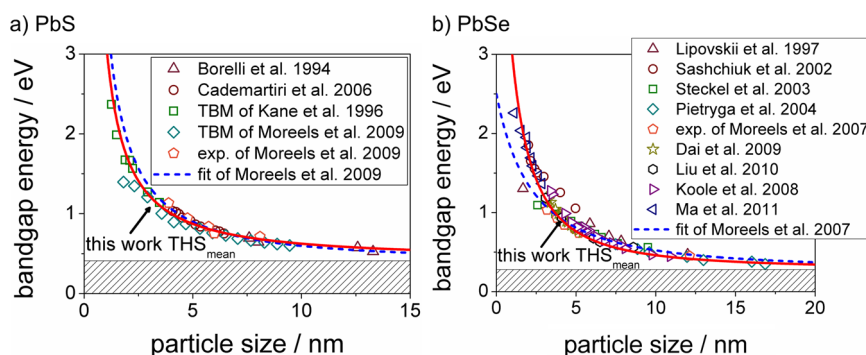 a) PbS
bandgap energy / eV
3
2
1
0
Borelli et al. 1994
Cademartiri et al. 2006
TBM of Kane et al. 1996
TBM of Moreels et al. 2009
exp. of Moreels et al. 2009
fit of Moreels et al. 2009
this work THSmean
0 5 10 15
particle size / nm
b) PbSe
bandgap energy / eV
3
2
1
0
Lipovskii et al. 1997
Sashchiuk et al. 2002
Steckel et al. 2003
Pietryga et al. 2004
exp. of Moreels et al. 2007
Dai et al. 2009
Liu et al. 2010
Koole et al. 2008
Ma et al. 2011
fit of Moreels et al. 2007
this work THSmean
0 5 10 15 20
particle size / nm